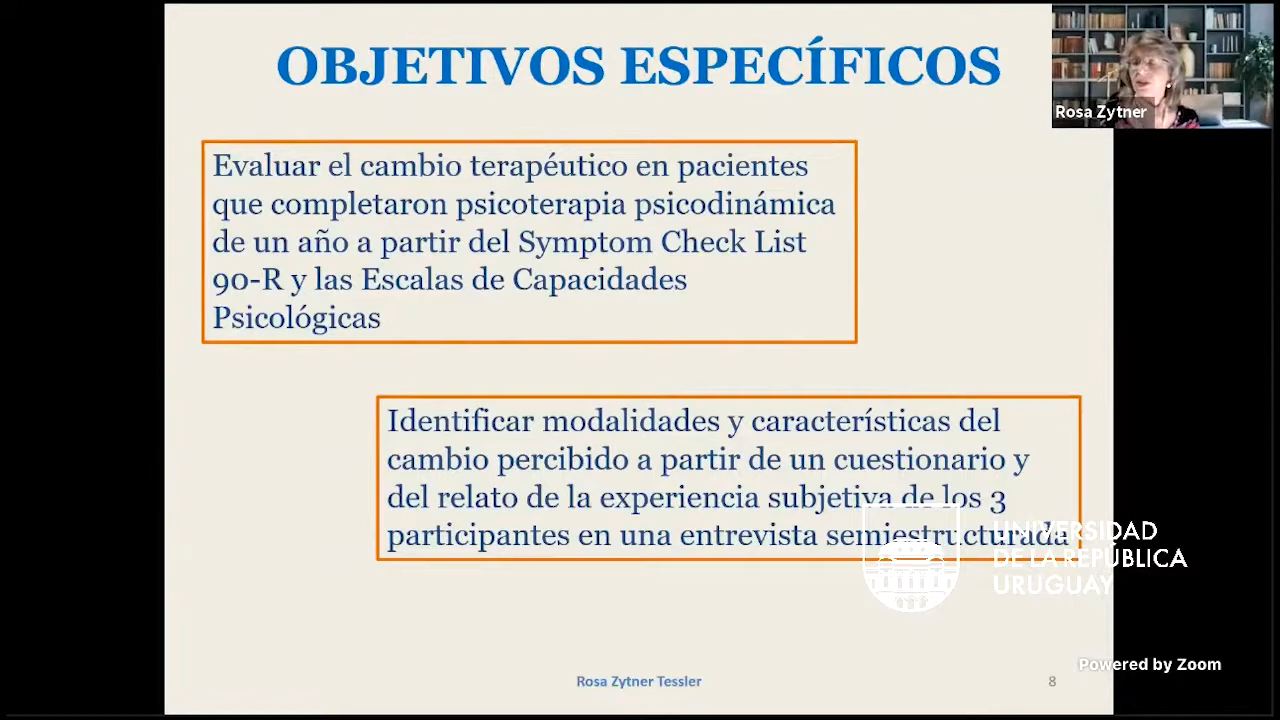 OBJETIVOS ESPECÍFICOS
Rosa Zytner
Evaluar el cambio terapéutico en pacientes
que completaron psicoterapia psicodinámica
de un año a partir del Symptom Check List
90-R y las Escalas de Capacidades
Psicológicas
Identificar modalidades y características del
cambio percibido a partir de un cuestionario y
del relato de la experiencia subjetiva de los 3
participantes en una entrevista semiestructurada
UNIVERSIDAD
DE LA REPÚBLICA
URUGUAY
Powered by Zoom
Rosa Zytner Tessler
8